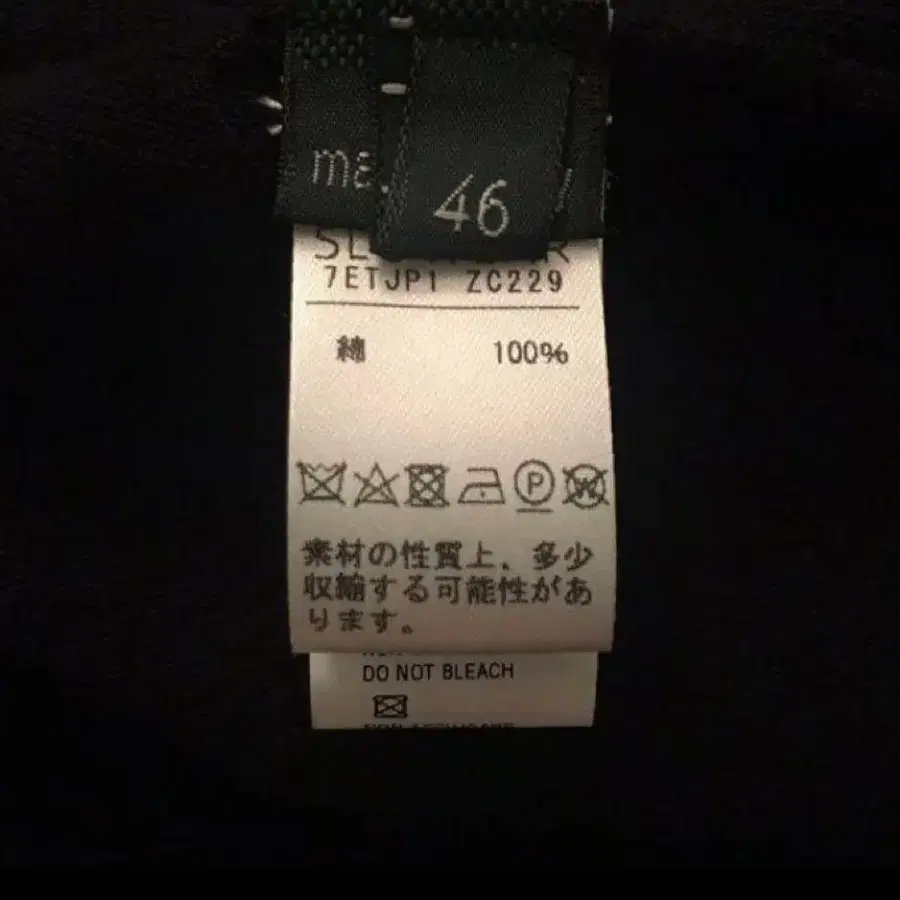 46
7ETJP1 ZC229
綿 100%
P
W
素材の性質上、多少
収縮する可能性があ
ります。
DO NOT BLEACH